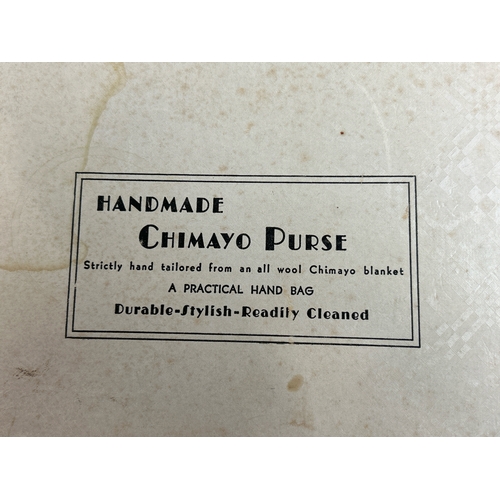 HANDMADE
CHIMAYO PURSE
Strictly hand tailored from an all wool Chimayo blanket
A PRACTICAL HAND BAG
Durable-Stylish-Readily Cleaned